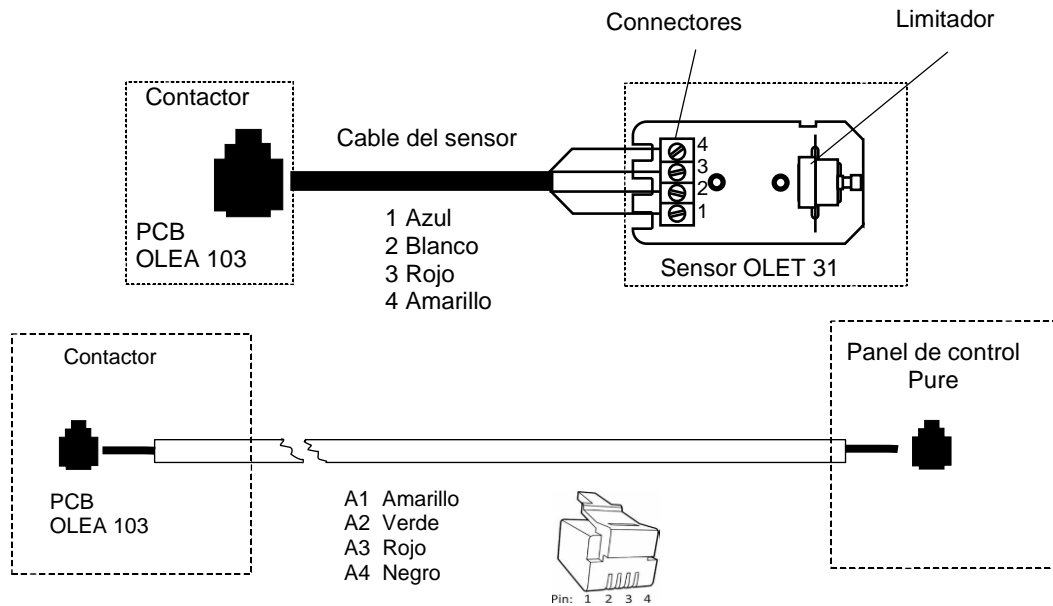 Connectores
Limitador
Contactor
Cable del sensor
4
3
2
1
PCB
OLEA 103
1 Azul
2 Blanco
3 Rojo
4 Amarillo
Sensor OLET 31
Contactor
Panel de control
Pure
PCB
OLEA 103
A1 Amarillo
A2 Verde
A3 Rojo
A4 Negro
Pin: 1 2 3 4